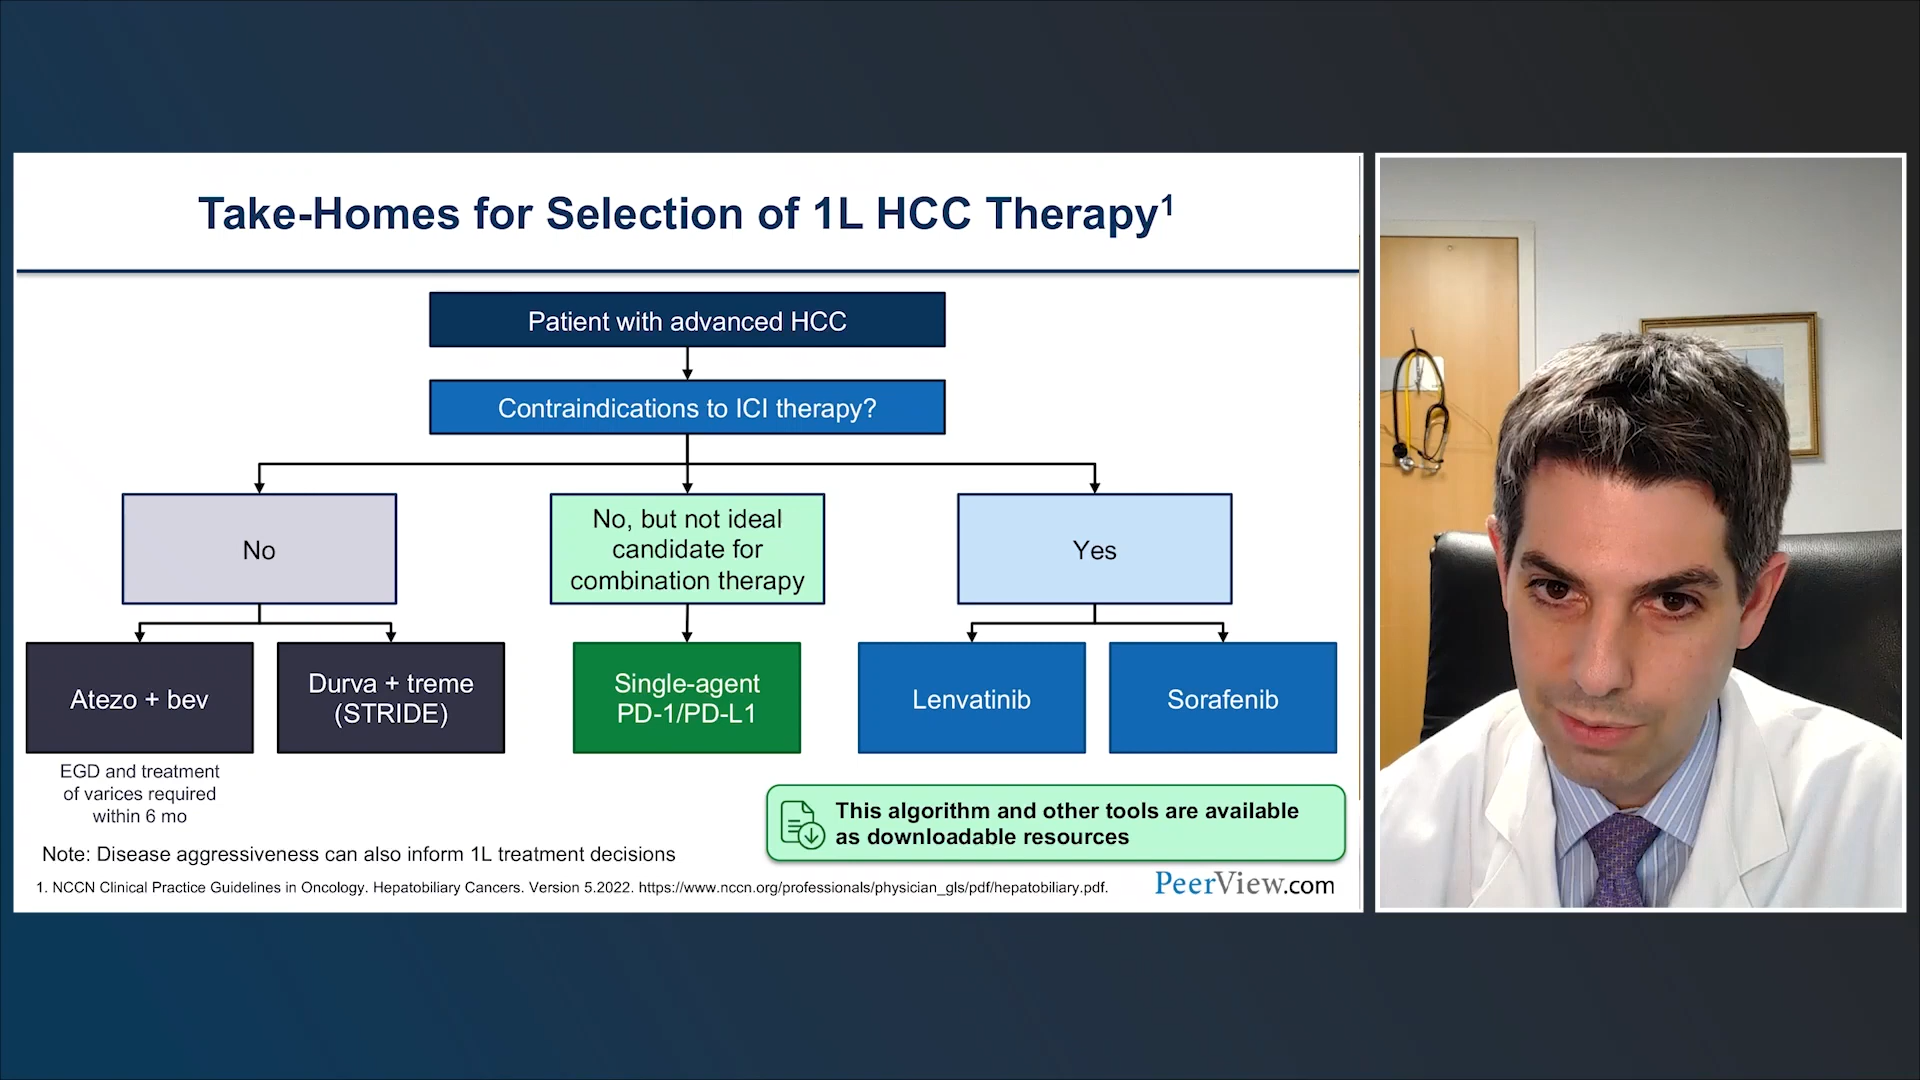 Take-Homes for Selection of 1L HCC Therapy¹
Patient with advanced HCC
Contraindications to ICI therapy?
No
No, but not ideal
candidate for
combination therapy
Yes
Atezo + bev
Durva + treme
(STRIDE)
Single-agent
PD-1/PD-L1
Lenvatinib
Sorafenib
EGD and treatment
of varices required
within 6 mo
This algorithm and other tools are available
as downloadable resources
Note: Disease aggressiveness can also inform 1L treatment decisions
1. NCCN Clinical Practice Guidelines in Oncology. Hepatobiliary Cancers. Version 5.2022. https://www.nccn.org/professionals/physician_gls/pdf/hepatobiliary.pdf.
PeerView.com